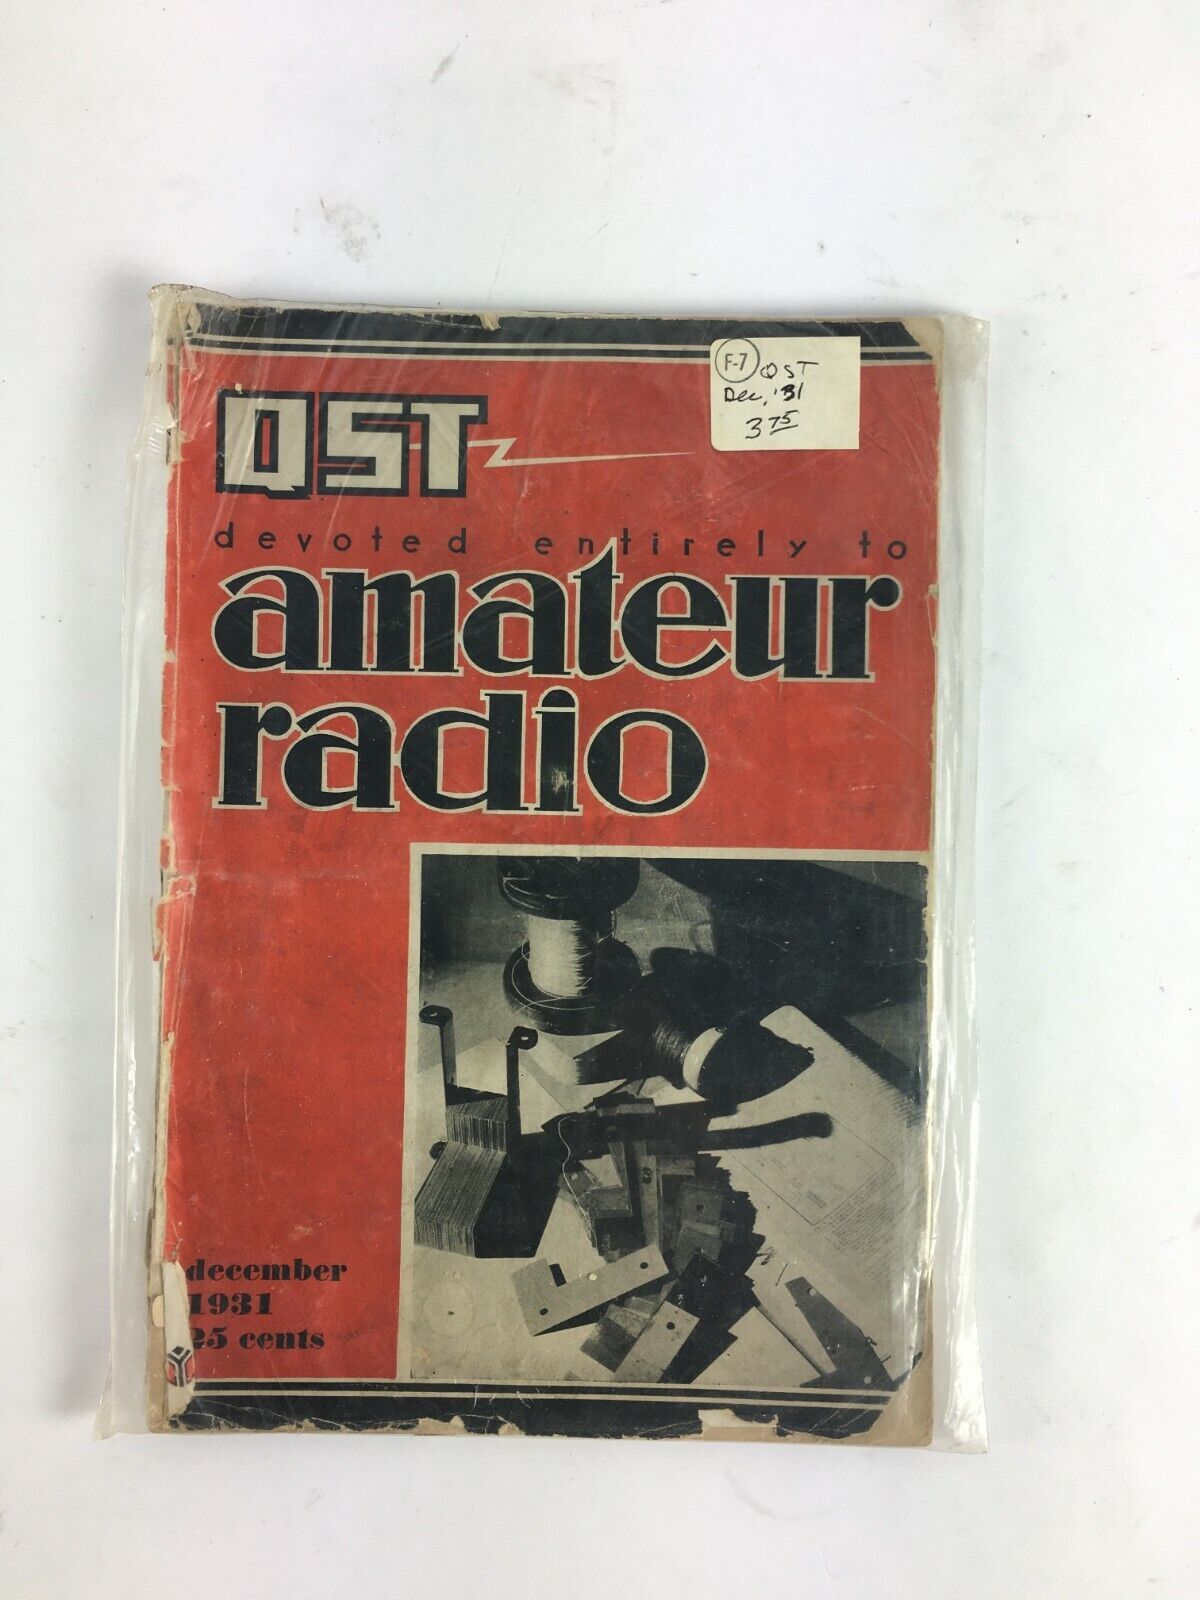 F-7 QST
Dec, '31
3 75
QST
devoted entirely to
amateur
radio
december
1931
25 cents